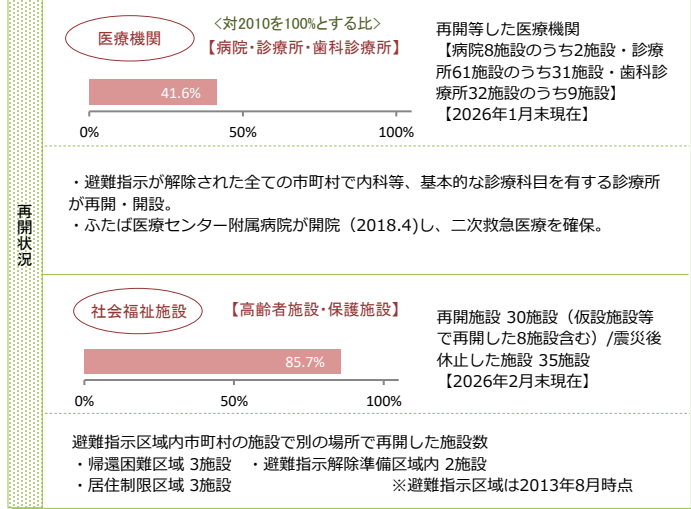 再開状況
医療機関
<対2010を100%とする比>
【病院・診療所・歯科診療所】
41.6%
0% 50% 100%
再開等した医療機関
【病院8施設のうち2施設・診療
所61施設のうち31施設・歯科診
療所32施設のうち9施設】
【2026年1月末現在】
・避難指示が解除された全ての市町村で内科等、基本的な診療科目を有する診療所
が再開・開設。
・ふたば医療センター附属病院が開院（2018.4)し、二次救急医療を確保。
社会福祉施設
【高齢者施設・保護施設】
85.7%
0% 50% 100%
再開施設 30施設（仮設施設等
で再開した8施設含む）/震災後
休止した施設 35施設
【2026年2月末現在】
避難指示区域内市町村の施設で別の場所で再開した施設数
・帰還困難区域 3施設 ・避難指示解除準備区域内 2施設
・居住制限区域 3施設 ※避難指示区域は2013年8月時点